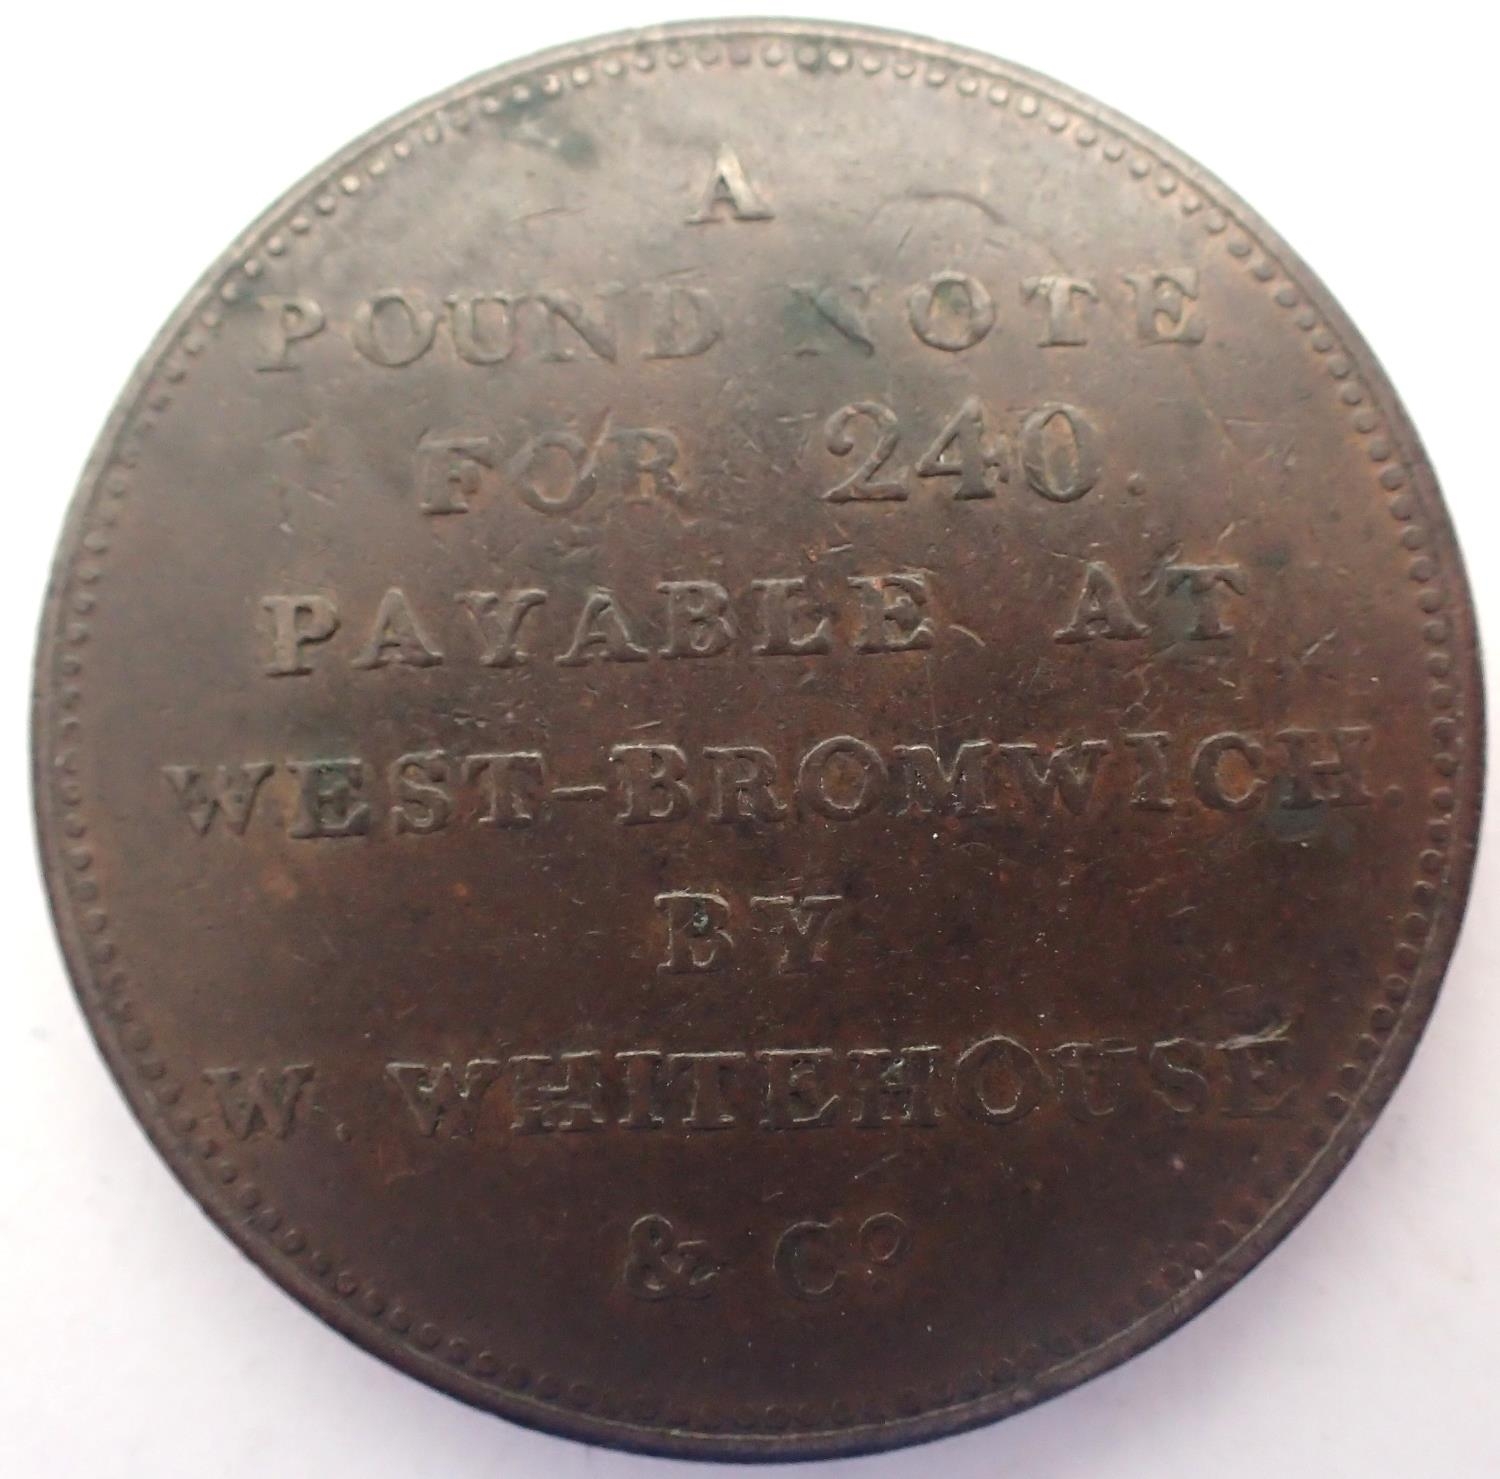 A
POUND NOTE
FOR 240.
PAYABLE AT
WEST-BROMWICH.
BY
W. WHITEHOUSE
& Co